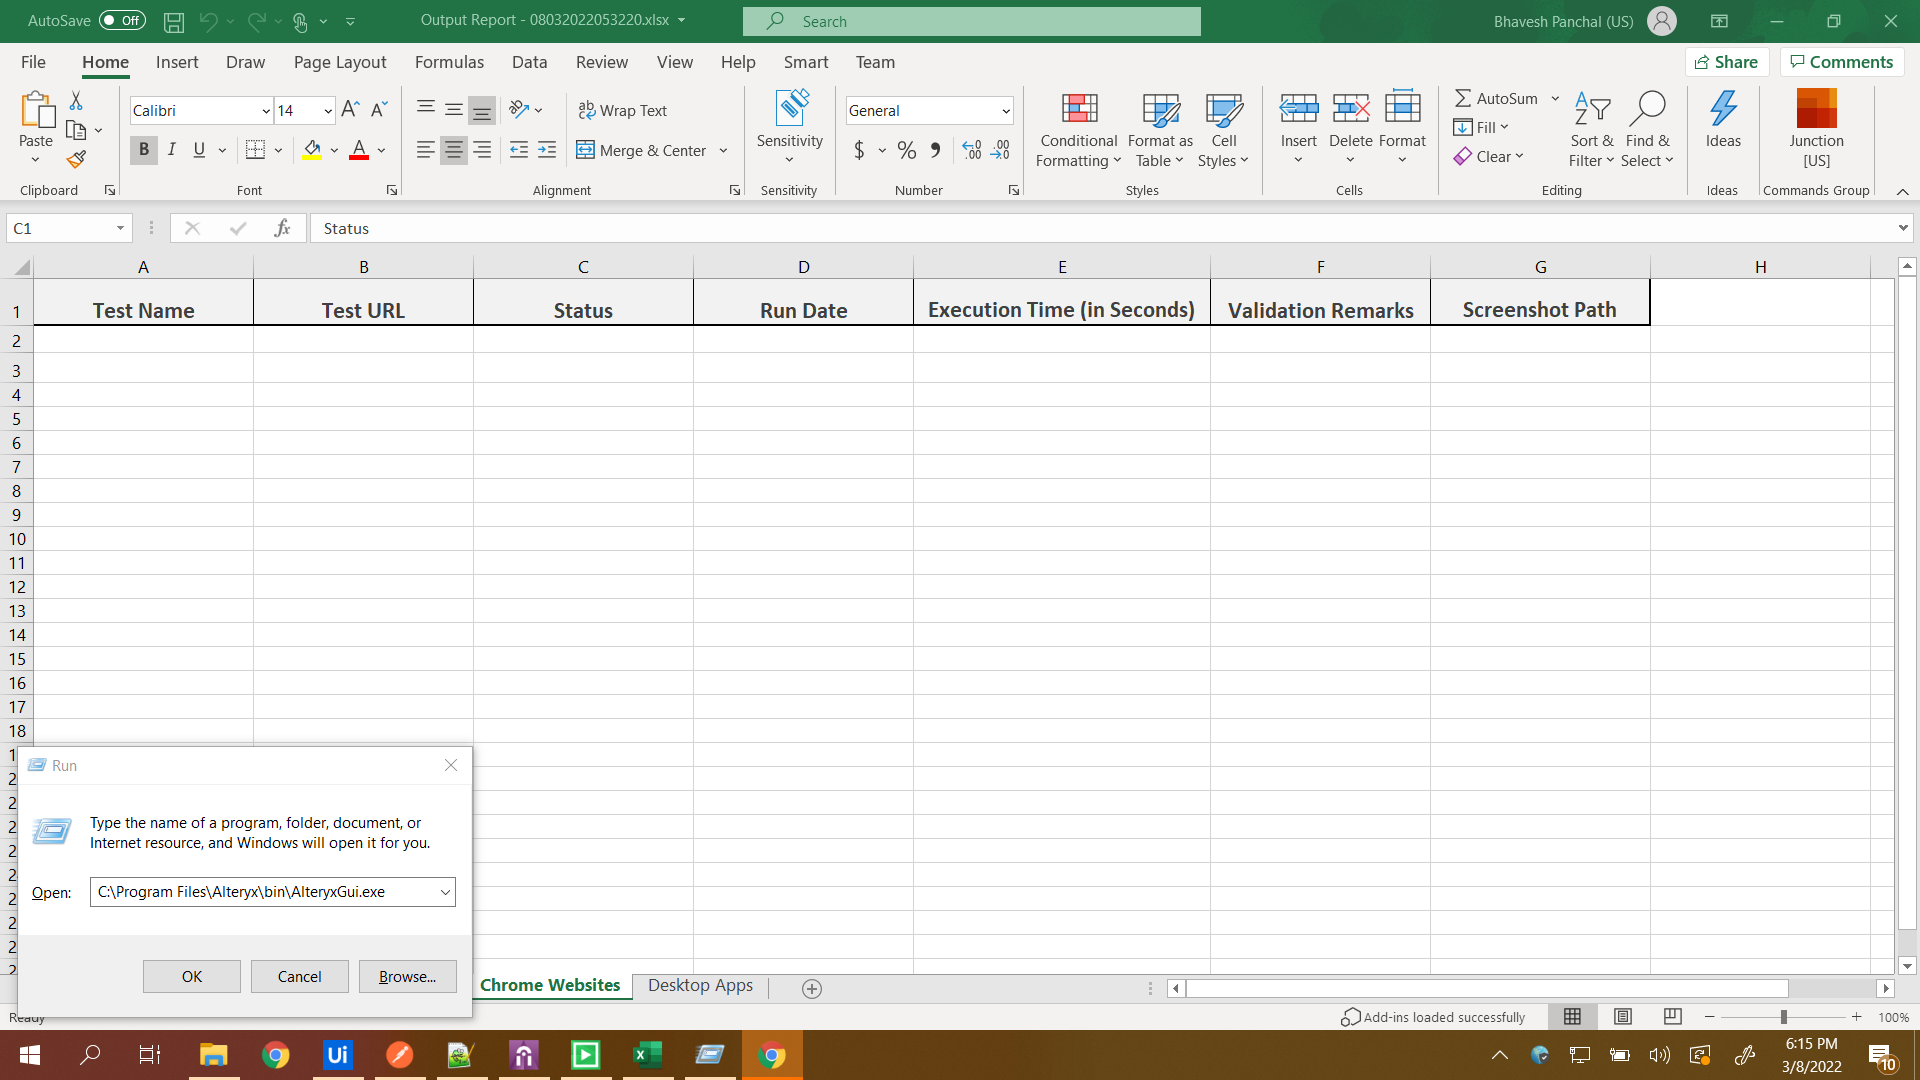 AutoSave Off
Output Report - 08032022053220.xlsx
Search
Bhavesh Panchal (US)
File Home Insert Draw Page Layout Formulas Data Review View Help Smart Team
Share
Comments
Paste
Clipboard
Calibri 14
B I U
A A
Font
Wrap Text
Merge & Center
Alignment
Sensitivity
Sensitivity
General
$ % 9
Number
Conditional Formatting
Format as Table
Cell Styles
Styles
Insert Delete Format
Cells
AutoSum
Fill
Clear
Sort & Filter
Find & Select
Editing
Ideas
Ideas
Junction [US]
Commands Group
C1
fx
Status
A B C D E F G H
1 Test Name Test URL Status Run Date Execution Time (in Seconds) Validation Remarks Screenshot Path
2
3
4
5
6
7
8
9
10
11
12
13
14
15
16
17
18
Run
Type the name of a program, folder, document, or
Internet resource, and Windows will open it for you.
Open: C:\Program Files\Alteryx\bin\AlteryxGui.exe
OK Cancel Browse...
Chrome Websites Desktop Apps
Ready
Add-ins loaded successfully
100%
Ui
6:15 PM
3/8/2022
10